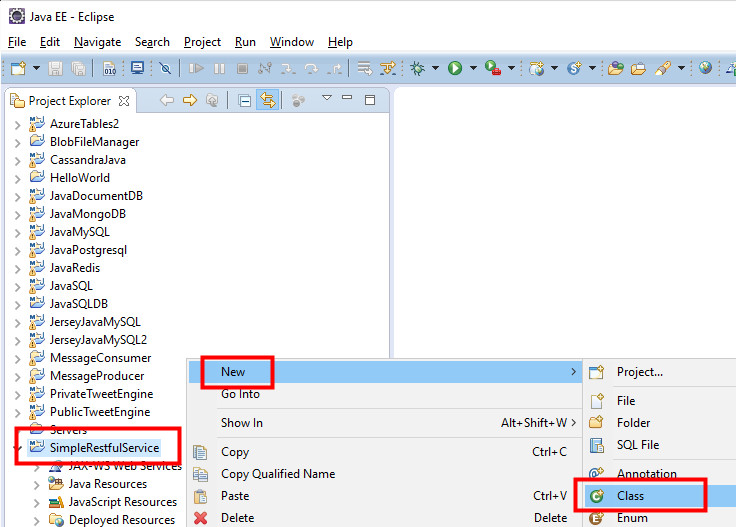 Java EE - Eclipse
File Edit Navigate Search Project Run Window Help
010
Project Explorer
AzureTables2
BlobFileManager
CassandraJava
HelloWorld
JavaDocumentDB
JavaMongoDB
JavaMySQL
JavaPostgresql
JavaRedis
JavaSQL
JavaSQLDB
JerseyJavaMySQL
JerseyJavaMySQL2
MessageConsumer
MessageProducer
PrivateTweetEngine
PublicTweetEngine
Servers
SimpleRestfulService
JAX-WS Web Services
Java Resources
JavaScript Resources
Deployed Resources
New
Go Into
Show In Alt+Shift+W
Copy Ctrl+C
Copy Qualified Name
Paste Ctrl+V
Delete Delete
Project...
File
Folder
SQL File
Annotation
Class
Enum